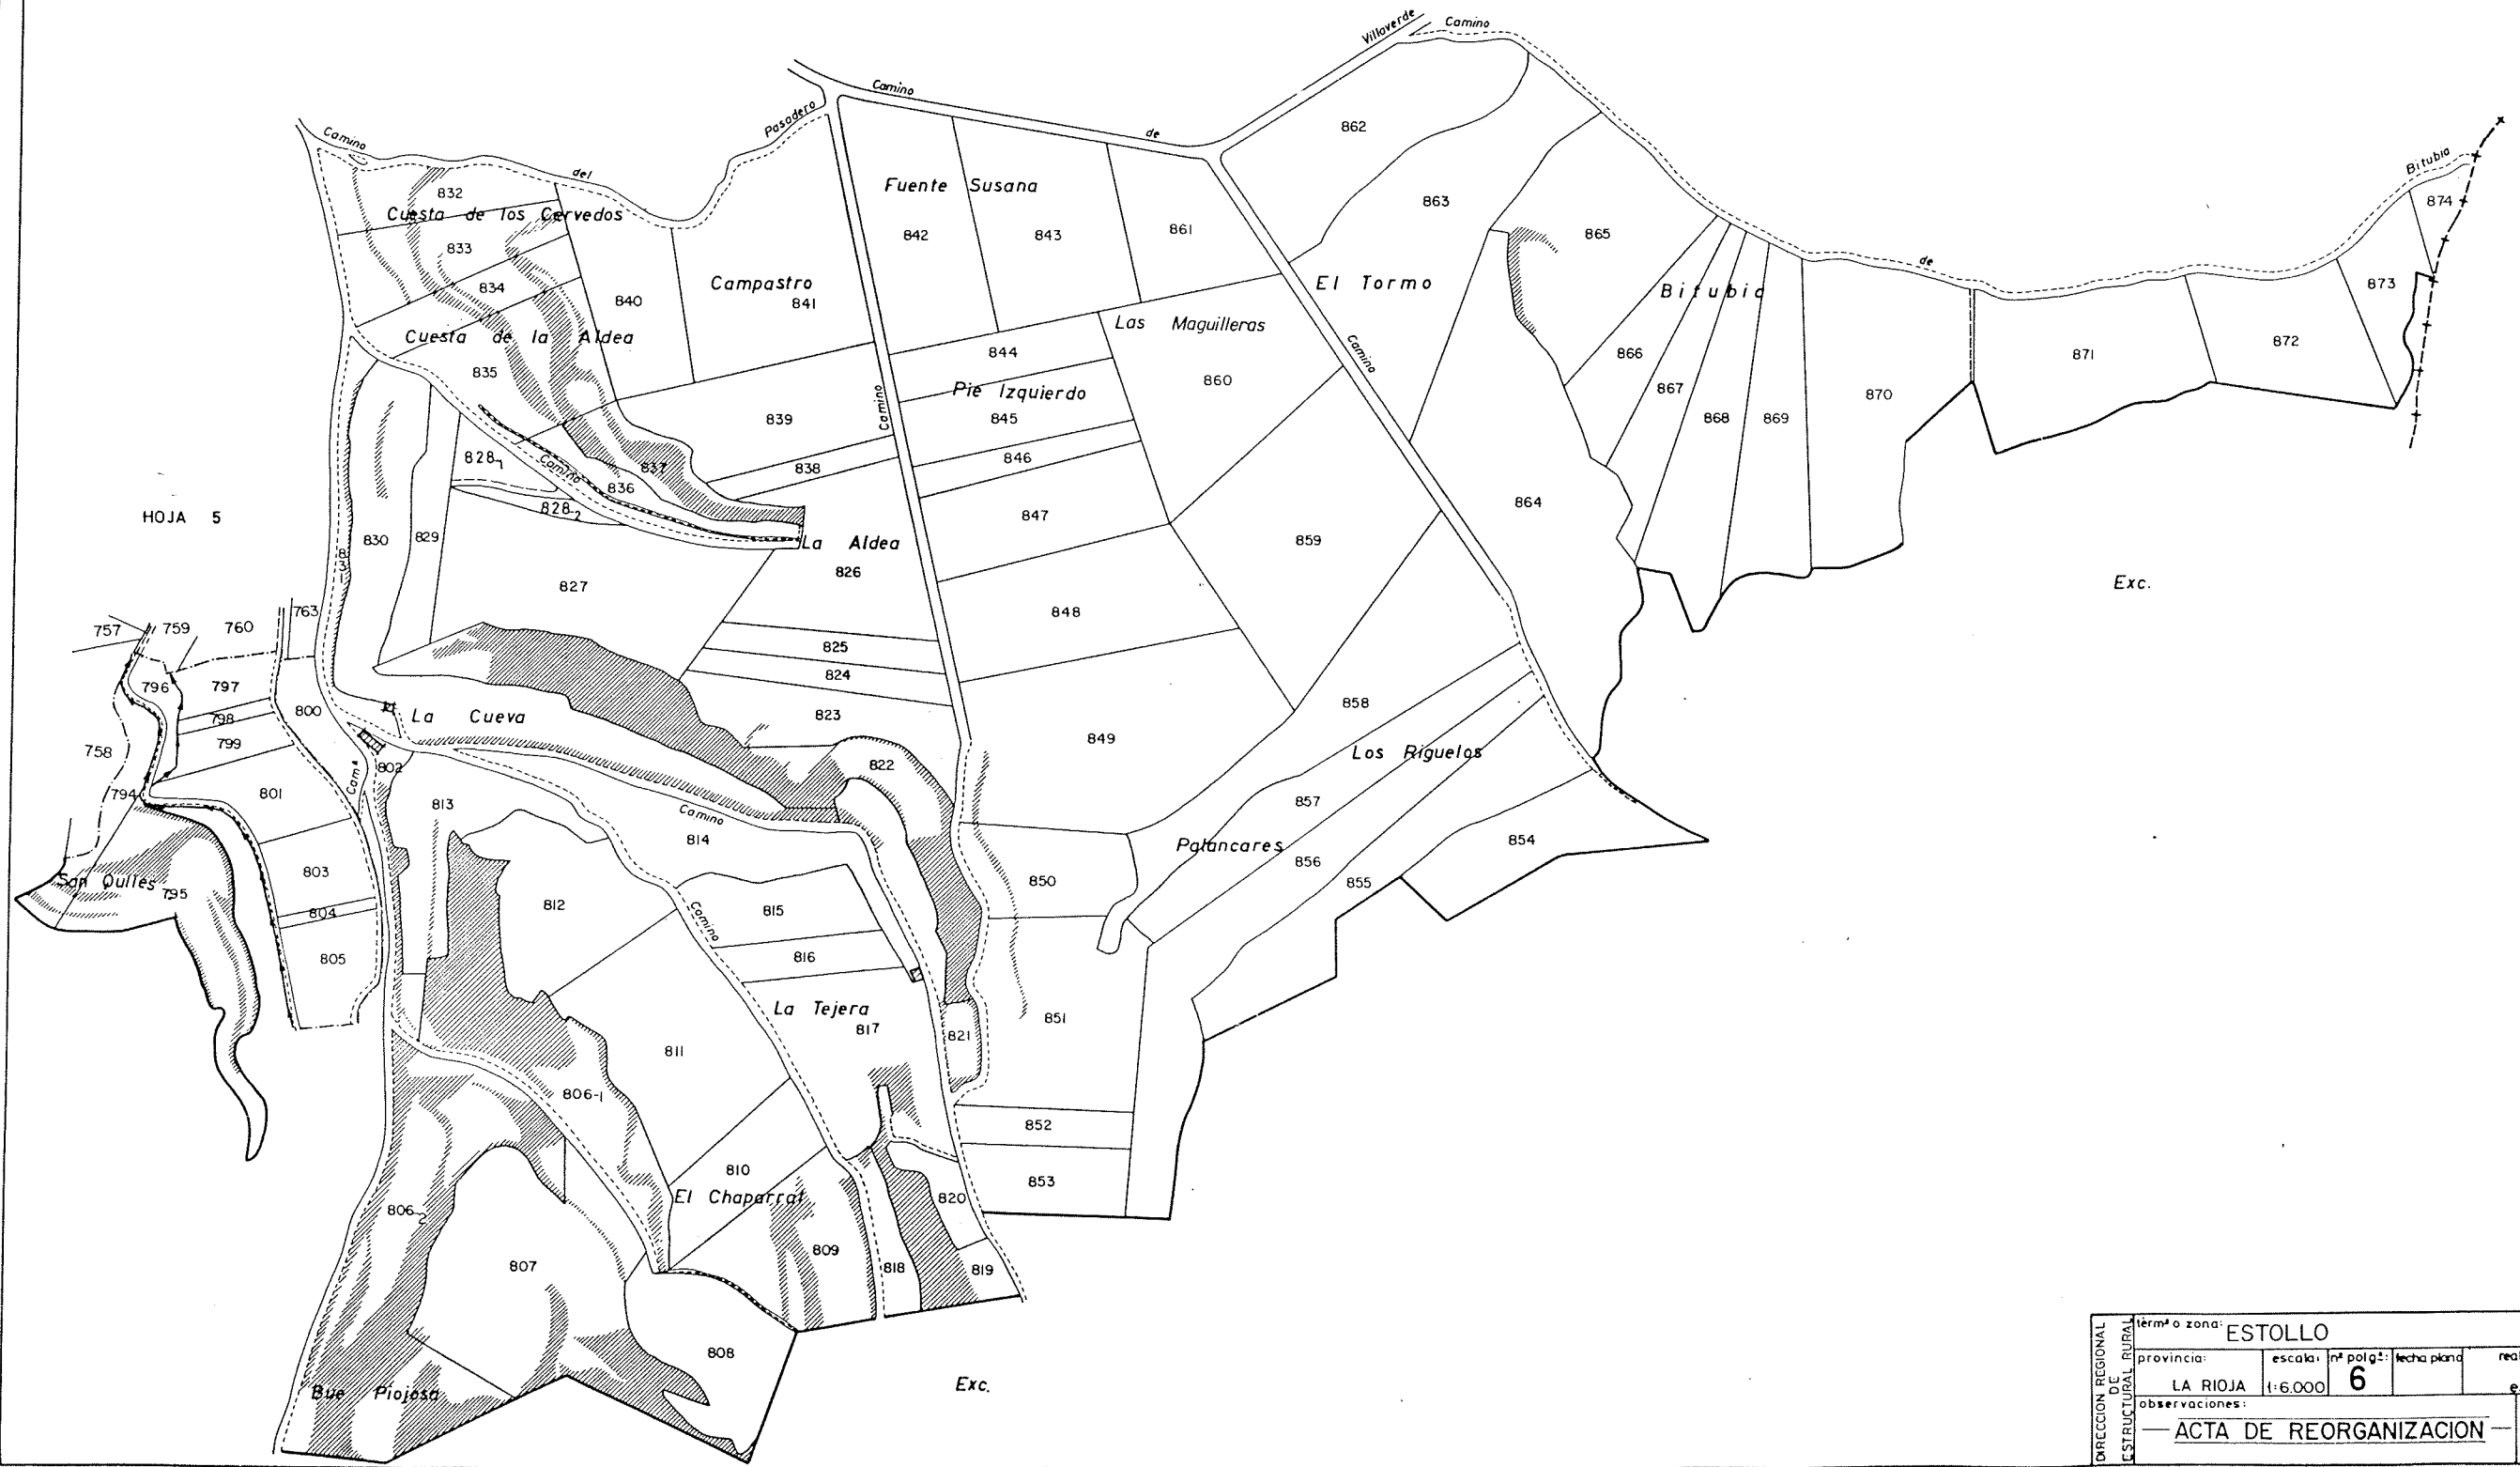 Villaverde
Camino
Camino
Pasadero
Camino
de
862
Bitubia
874
832
del
Fuente Susana
863
Cuesta de los Cervedos
842
843
861
865
833
de
834
840
Campastro
841
El Tormo
Bitubia
873
Cuesta de la Aldea
Las Maguilleras
844
Camino
866
871
872
835
860
867
Pie Izquierdo
845
870
839
Camino
868
869
828-1
Camino
837
838
846
836
864
HOJA 5
828-2
847
830
829
La Aldea
859
831
826
827
Exc.
763
848
757
759
760
825
824
796
797
858
800
La Cueva
823
798
799
849
758
Los Riguelos
802
822
Camº
794
801
813
Camino
857
814
Palancares
854
856
803
850
855
San Qulles
795
804
812
815
Camino
805
816
La Tejera
817
851
821
811
806-1
852
810
853
El Chaparral
820
806-2
809
807
818
819
808
Exc.
Bue Piojosa
DIRECCION REGIONAL
DE
ESTRUCTURAL RURAL
termº o zona: ESTOLLO
provincia: LA RIOJA
escala: 1:6.000
nº polgº: 6
fecha plano
observaciones:
— ACTA DE REORGANIZACION —